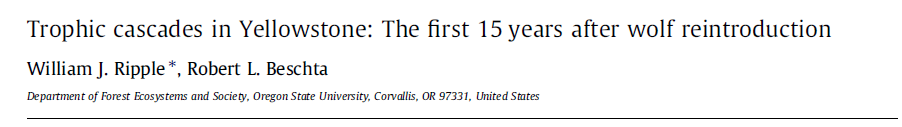 Trophic cascades in Yellowstone: The first 15 years after wolf reintroduction
William J. Ripple *, Robert L. Beschta
Department of Forest Ecosystems and Society, Oregon State University, Corvallis, OR 97331, United States